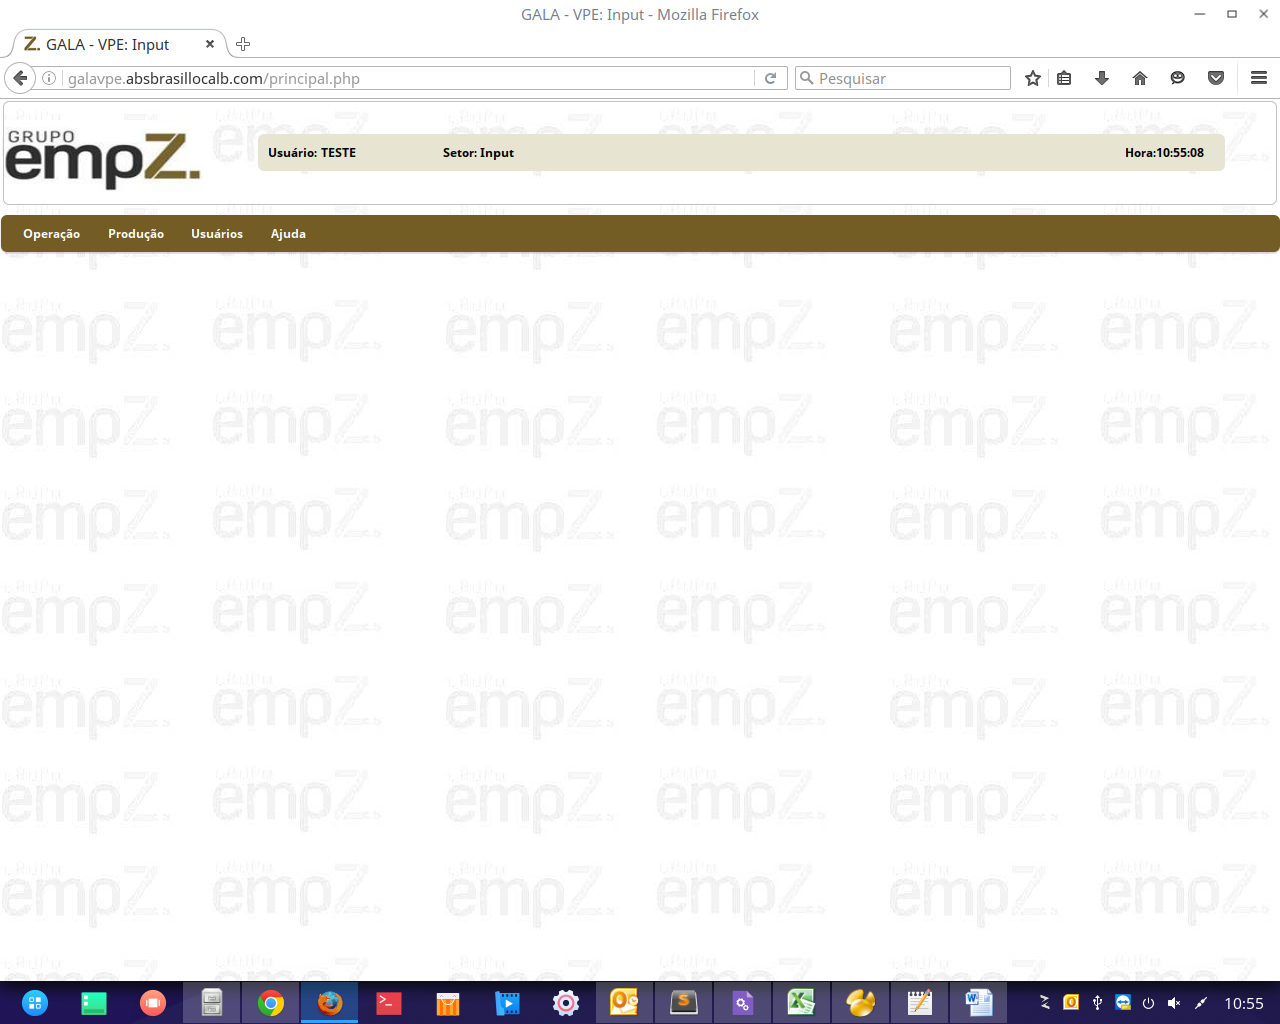 GALA - VPE: Input - Mozilla Firefox
GALA - VPE: Input
galavpe.absbrasillocalb.com/principal.php
Pesquisar
GRUPO
empZ.
Usuário: TESTE Setor: Input Hora:10:55:08
Operação Produção Usuários Ajuda
10:55